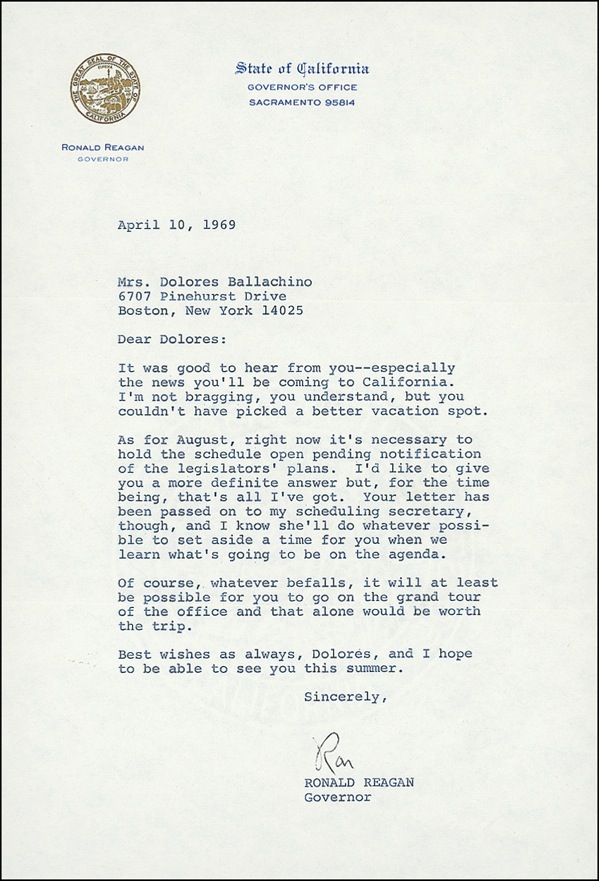 THE GREAT SEAL OF THE STATE OF CALIFORNIA
EUREKA
State of California
GOVERNOR'S OFFICE
SACRAMENTO 95814
RONALD REAGAN
GOVERNOR
April 10, 1969
Mrs. Dolores Ballachino
6707 Pinehurst Drive
Boston, New York 14025
Dear Dolores:
It was good to hear from you--especially
the news you'll be coming to California.
I'm not bragging, you understand, but you
couldn't have picked a better vacation spot.
As for August, right now it's necessary to
hold the schedule open pending notification
of the legislators' plans. I'd like to give
you a more definite answer but, for the time
being, that's all I've got. Your letter has
been passed on to my scheduling secretary,
though, and I know she'll do whatever possi-
ble to set aside a time for you when we
learn what's going to be on the agenda.
Of course, whatever befalls, it will at least
be possible for you to go on the grand tour
of the office and that alone would be worth
the trip.
Best wishes as always, Dolores, and I hope
to be able to see you this summer.
Sincerely,
Ron
RONALD REAGAN
Governor